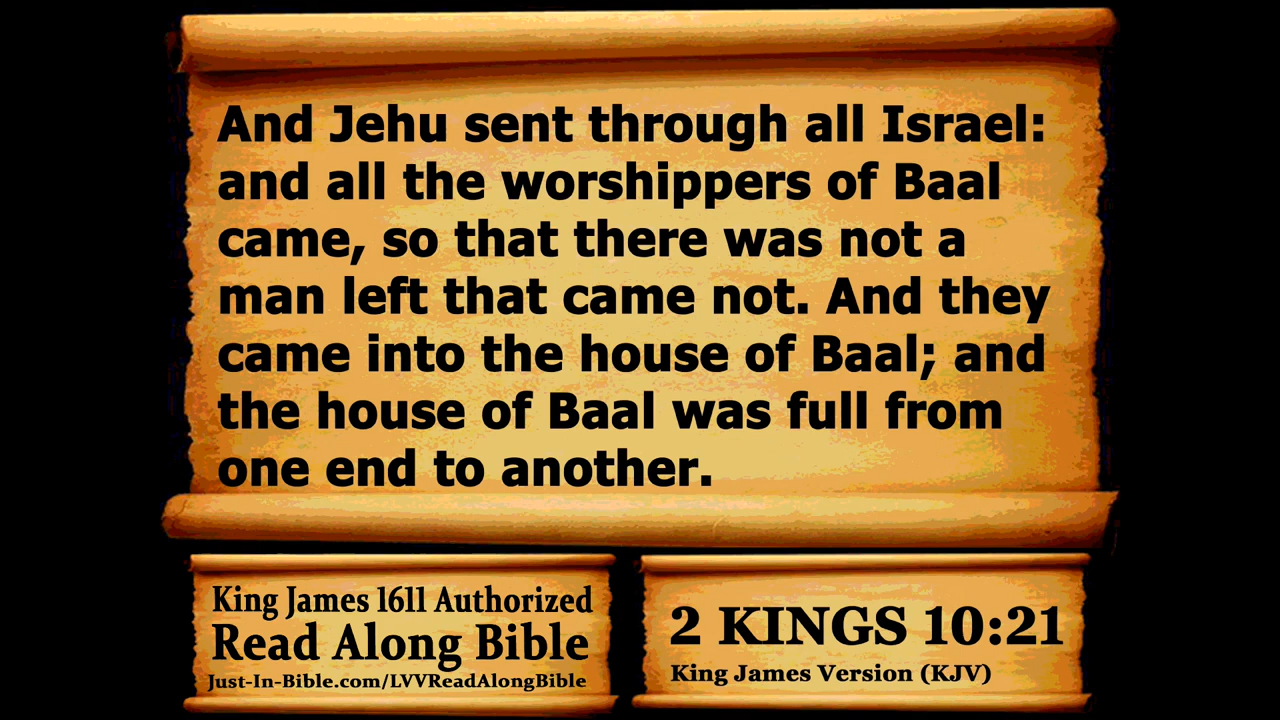 And Jehu sent through all Israel:
and all the worshippers of Baal
came, so that there was not a
man left that came not. And they
came into the house of Baal; and
the house of Baal was full from
one end to another.
King James 1611 Authorized
Read Along Bible
Just-In-Bible.com/LVVReadAlongBible
2 KINGS 10:21
King James Version (KJV)